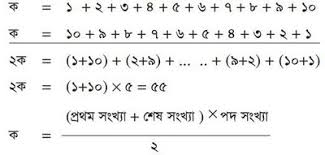 ক = ১ + ২ + ৩ + ৪ + ৫ + ৬ + ৭ + ৮ + ৯ + ১০
ক = ১০ + ৯ + ৮ + ৭ + ৬ + ৫ + ৪ + ৩ + ২ + ১
২ক = (১+১০) + (২+৯) + ... .. + (৯+২) + (১০+১)
২ক = (১+১০) × ৫ = ৫৫
(প্রথম সংখ্যা + শেষ সংখ্যা ) × পদ সংখ্যা
ক =
২